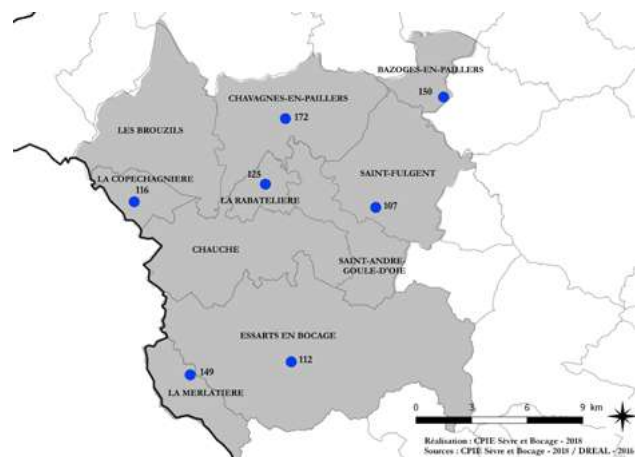 BAZOGES-EN-PAILLERS
150
CHAVAGNES-EN-PAILLERS
172
LES BROUZILS
LA COPECHAGNIERE
116
125
LA RABATELIERE
SAINT-FULGENT
107
CHAUCHE
SAINT-ANDRE-
GOULE-D'OIE
ESSARTS EN BOCAGE
112
149
LA MERLATIERE
0 3 6 9 km
Réalisation : CPIE Sèvre et Bocage - 2018
Sources : CPIE Sèvre et Bocage - 2018 / DREAL - 2016